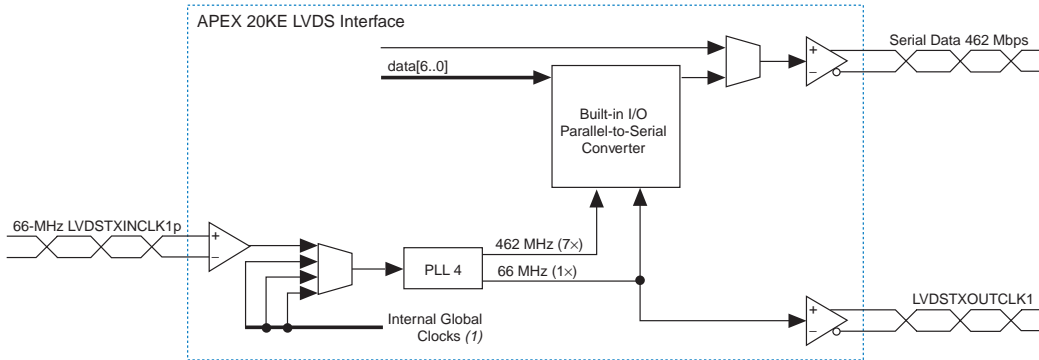 APEX 20KE LVDS Interface
Serial Data 462 Mbps
data[6..0]
+
–
Built-in I/O
Parallel-to-Serial
Converter
66-MHz LVDSTXINCLK1p
+
–
462 MHz (7×)
PLL 4
66 MHz (1×)
LVDSTXOUTCLK1
+
–
Internal Global
Clocks (1)